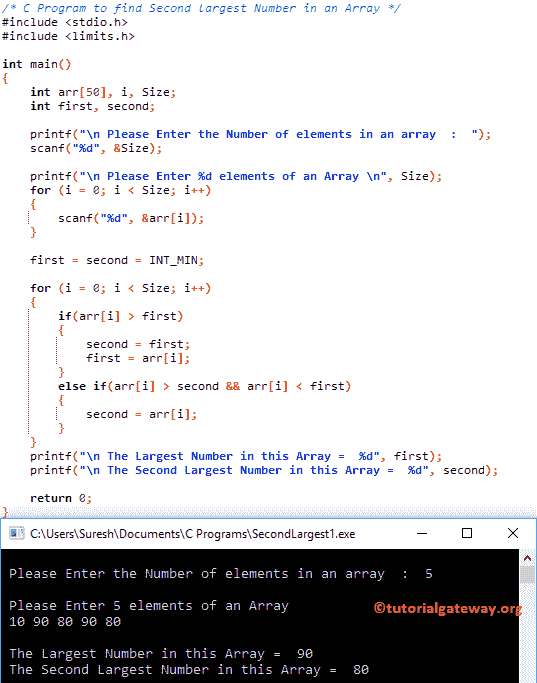 /* C Program to find Second largest Number in an Array */
#include <stdio.h>
#include <limits.h>
int main()
{
int arr[50], i, Size;
int first, second;
printf("\n Please Enter the Number of elements in an array  :  ");
scanf("%d", &Size);
printf("\n Please Enter %d elements of an Array \n", Size);
for (i = 0; i < Size; i++)
{
scanf("%d", &arr[i]);
}
first = second = INT_MIN;
for (i = 0; i < Size; i++)
{
if(arr[i] > first)
{
second = first;
first = arr[i];
}
else if(arr[i] > second && arr[i] < first)
{
second = arr[i];
}
}
printf("\n The Largest Number in this Array =  %d", first);
printf("\n The Second Largest Number in this Array =  %d", second);
return 0;
}
C:\Users\Suresh\Documents\C Programs\SecondLargest1.exe
Please Enter the Number of elements in an array  :  5
Please Enter 5 elements of an Array
©tutorialgateway.org
10 90 80 90 80
The Largest Number in this Array =  90
The Second Largest Number in this Array =  80